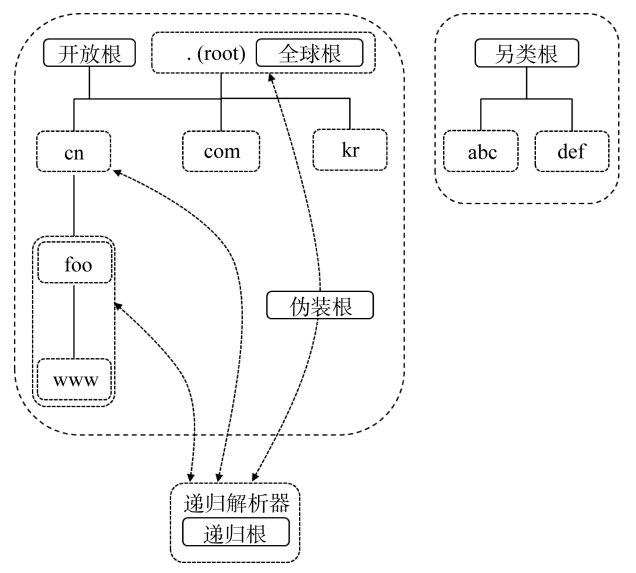 开放根
. (root) 全球根
另类根
cn
com
kr
abc
def
foo
伪装根
www
递归解析器
递归根